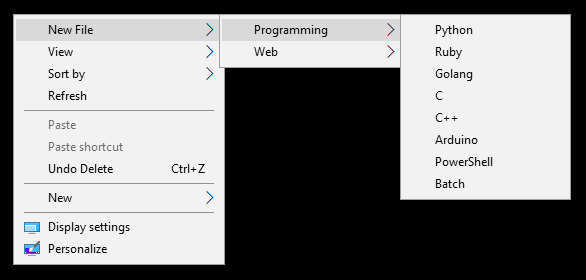 New File
View
Sort by
Refresh
Paste
Paste shortcut
Undo Delete Ctrl+Z
New
Display settings
Personalize
Programming
Web
Python
Ruby
Golang
C
C++
Arduino
PowerShell
Batch